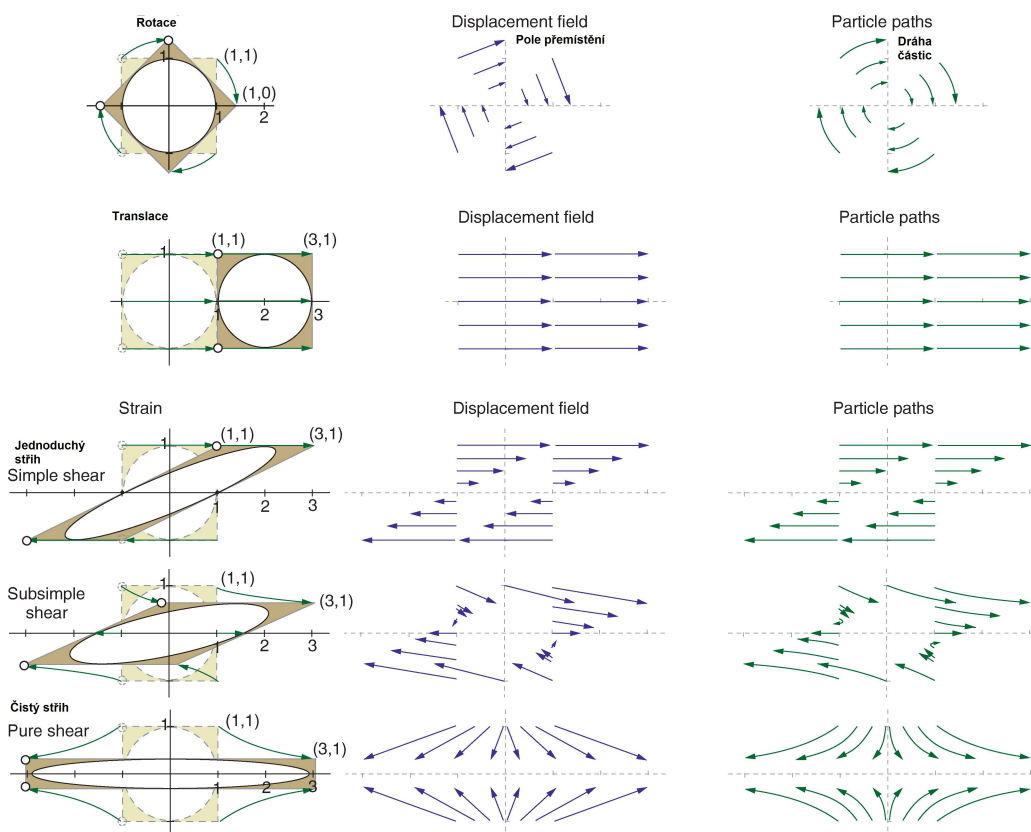 Rotace
Displacement field
Particle paths
Pole přemístění
Dráha
částic
1
(1,1)
(1,0)
1
2
Translace
Displacement field
Particle paths
1
(1,1)
(3,1)
1
2
3
Strain
Displacement field
Particle paths
Jednoduchý
střih
Simple shear
1
(1,1)
(3,1)
1
2
3
Subsimple
shear
1
(1,1)
(3,1)
1
2
3
Čistý střih
Pure shear
1
(1,1)
(3,1)
1
2
3